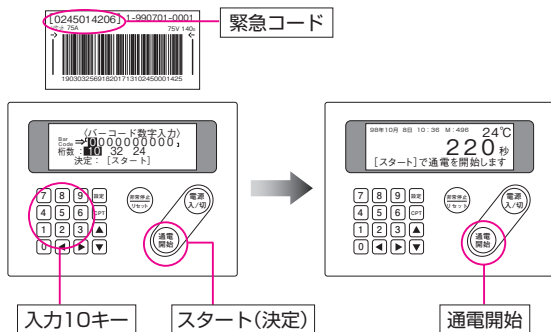 [0245014206] 1-990701-0001
緊急コード
75A
75V 140s
190303256918201713102450001425
〈バーコード数字入力〉
Bar Code ⇒0000000000,
桁数: 10 32 24
決定: [スタート]
7 8 9 設定
4 5 6 CPT
1 2 3 ▲
0 ◀ ▶ ▼
非常停止
リセット
電源
入/切
通電
開始
入力10キー
スタート(決定)
98年10月 8日 10:36 M:496 24℃
220秒
[スタート]で通電を開始します
7 8 9 設定
4 5 6 CPT
1 2 3 ▲
0 ◀ ▶ ▼
非常停止
リセット
電源
入/切
通電
開始
通電開始